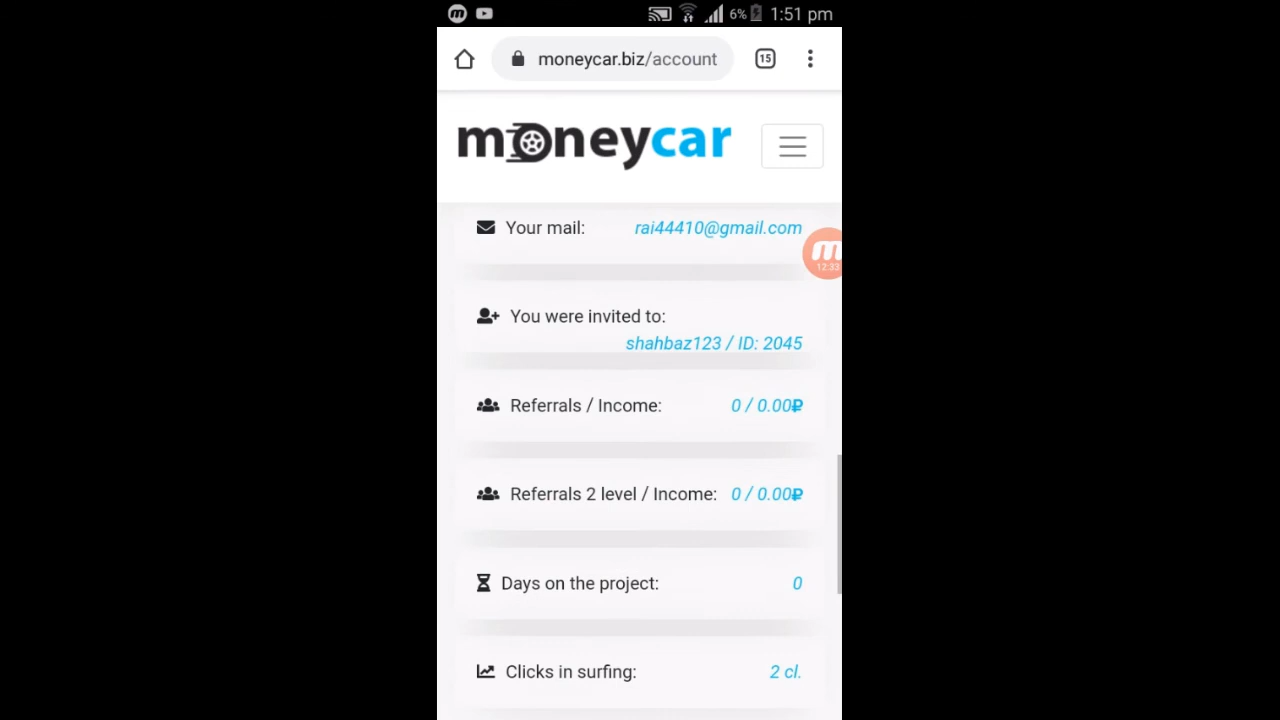 6% 1:51 pm
moneycar.biz/account 15
moneycar
Your mail: rai44410@gmail.com
12:33
You were invited to:
shahbaz123 / ID: 2045
Referrals / Income: 0 / 0.00₽
Referrals 2 level / Income: 0 / 0.00₽
Days on the project: 0
Clicks in surfing: 2 cl.